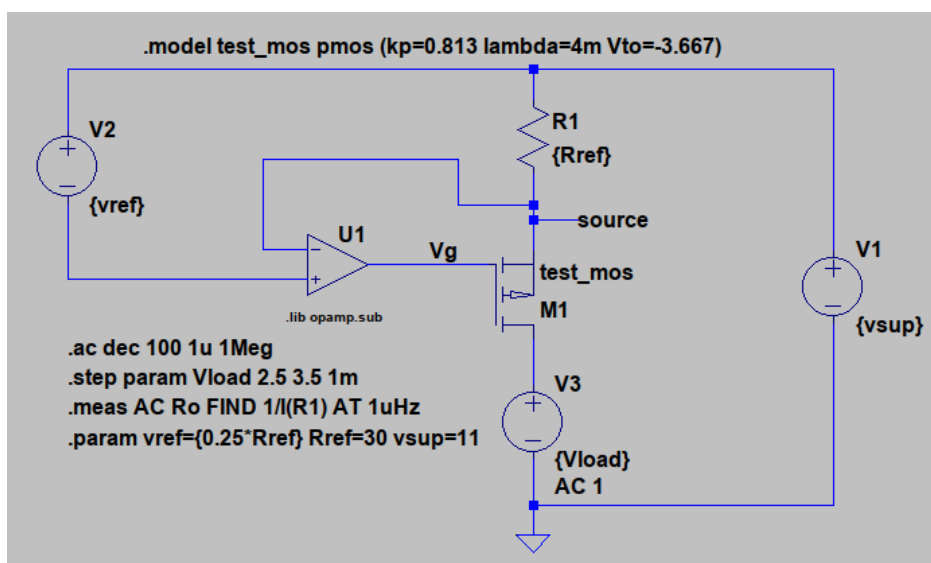 .model test_mos pmos (kp=0.813 lambda=4m Vto=-3.667)
V2
{vref}
R1
{Rref}
source
U1
Vg
test_mos
M1
V1
{vsup}
.lib opamp.sub
.ac dec 100 1u 1Meg
.step param Vload 2.5 3.5 1m
.meas AC Ro FIND 1/I(R1) AT 1uHz
.param vref={0.25*Rref} Rref=30 vsup=11
V3
{Vload}
AC 1